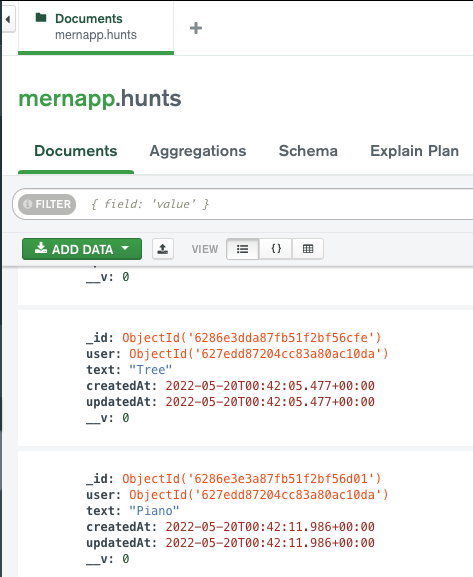 Documents
mernapp.hunts
mernapp.hunts
Documents Aggregations Schema Explain Plan
FILTER { field: 'value' }
ADD DATA VIEW { }
__v: 0
_id: ObjectId('6286e3dda87fb51f2bf56cfe')
user: ObjectId('627edd87204cc83a80ac10da')
text: "Tree"
createdAt: 2022-05-20T00:42:05.477+00:00
updatedAt: 2022-05-20T00:42:05.477+00:00
__v: 0
_id: ObjectId('6286e3e3a87fb51f2bf56d01')
user: ObjectId('627edd87204cc83a80ac10da')
text: "Piano"
createdAt: 2022-05-20T00:42:11.986+00:00
updatedAt: 2022-05-20T00:42:11.986+00:00
__v: 0